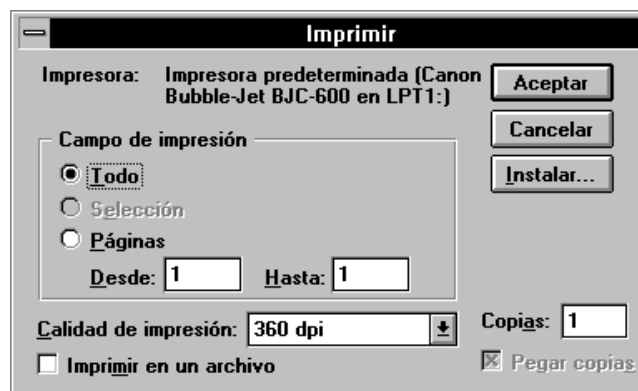 Imprimir
Impresora: Impresora predeterminada (Canon
Bubble-Jet BJC-600 en LPT1:)
Aceptar
Cancelar
Instalar...
Campo de impresión
Todo
Selección
Páginas
Desde: 1 Hasta: 1
Calidad de impresión: 360 dpi
Copias: 1
Imprimir en un archivo
Pegar copias